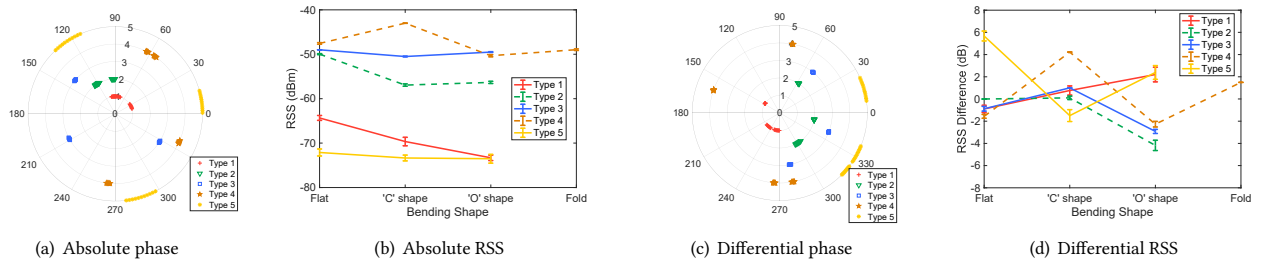 90
120
5
60
4
150
3
30
2
1
180
0
0
210
330
240
300
270
Type 1
Type 2
Type 3
Type 4
Type 5
(a) Absolute phase
-40
-50
-60
-70
-80
RSS (dBm)
Flat
'C' shape
'O' shape
Fold
Bending Shape
Type 1
Type 2
Type 3
Type 4
Type 5
(b) Absolute RSS
90
120
5
60
4
150
3
30
2
1
180
0
0
210
330
240
300
270
Type 1
Type 2
Type 3
Type 4
Type 5
(c) Differential phase
8
6
4
2
0
-2
-4
-6
-8
RSS Difference (dB)
Flat
'C' shape
'O' shape
Fold
Bending Shape
Type 1
Type 2
Type 3
Type 4
Type 5
(d) Differential RSS